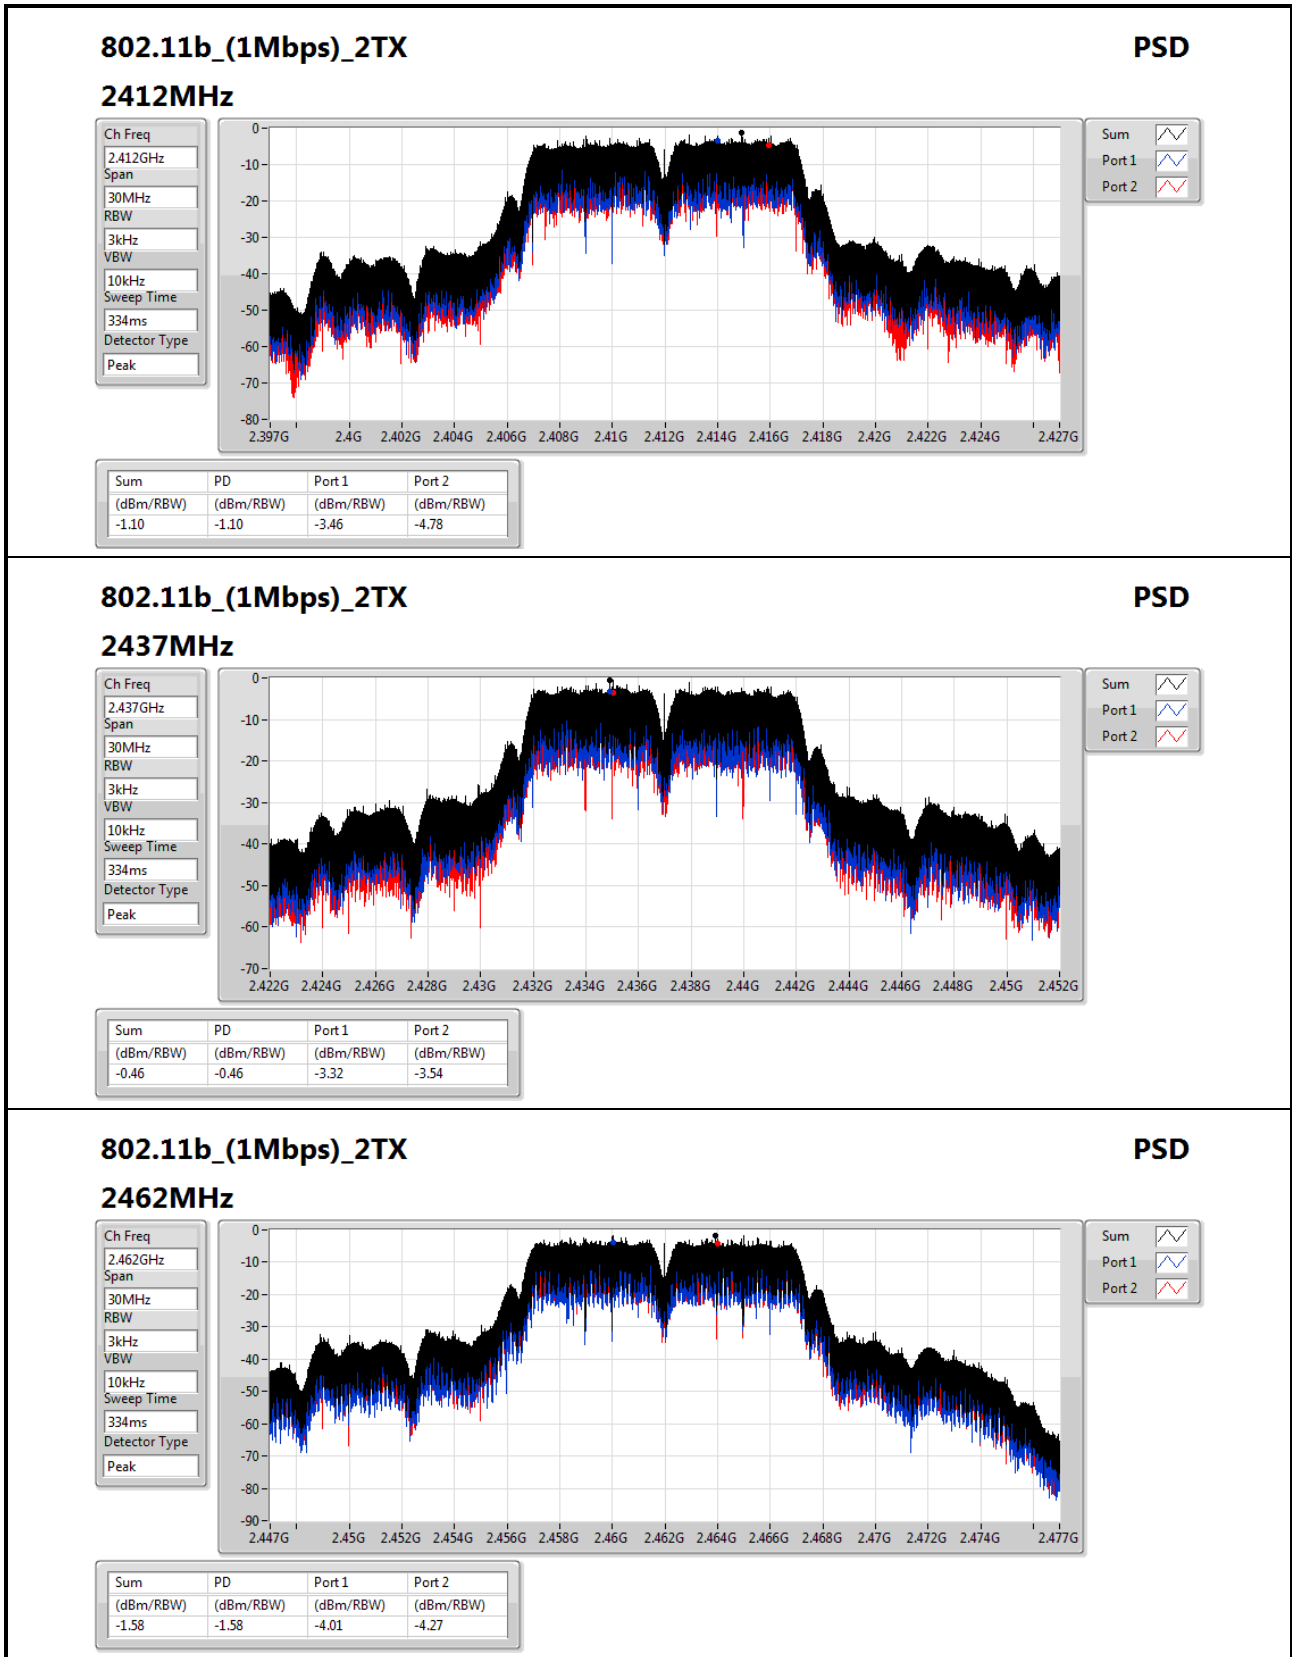 802.11b_(1Mbps)_2TX PSD
2412MHz
Ch Freq
2.412GHz
Span
30MHz
RBW
3kHz
VBW
10kHz
Sweep Time
334ms
Detector Type
Peak
0
-10
-20
-30
-40
-50
-60
-70
-80
2.397G 2.4G 2.402G 2.404G 2.406G 2.408G 2.41G 2.412G 2.414G 2.416G 2.418G 2.42G 2.422G 2.424G 2.427G
Sum
Port 1
Port 2
Sum PD Port 1 Port 2
(dBm/RBW) (dBm/RBW) (dBm/RBW) (dBm/RBW)
-1.10 -1.10 -3.46 -4.78
802.11b_(1Mbps)_2TX PSD
2437MHz
Ch Freq
2.437GHz
Span
30MHz
RBW
3kHz
VBW
10kHz
Sweep Time
334ms
Detector Type
Peak
0
-10
-20
-30
-40
-50
-60
-70
2.422G 2.424G 2.426G 2.428G 2.43G 2.432G 2.434G 2.436G 2.438G 2.44G 2.442G 2.444G 2.446G 2.448G 2.45G 2.452G
Sum
Port 1
Port 2
Sum PD Port 1 Port 2
(dBm/RBW) (dBm/RBW) (dBm/RBW) (dBm/RBW)
-0.46 -0.46 -3.32 -3.54
802.11b_(1Mbps)_2TX PSD
2462MHz
Ch Freq
2.462GHz
Span
30MHz
RBW
3kHz
VBW
10kHz
Sweep Time
334ms
Detector Type
Peak
0
-10
-20
-30
-40
-50
-60
-70
-80
-90
2.447G 2.45G 2.452G 2.454G 2.456G 2.458G 2.46G 2.462G 2.464G 2.466G 2.468G 2.47G 2.472G 2.474G 2.477G
Sum
Port 1
Port 2
Sum PD Port 1 Port 2
(dBm/RBW) (dBm/RBW) (dBm/RBW) (dBm/RBW)
-1.58 -1.58 -4.01 -4.27